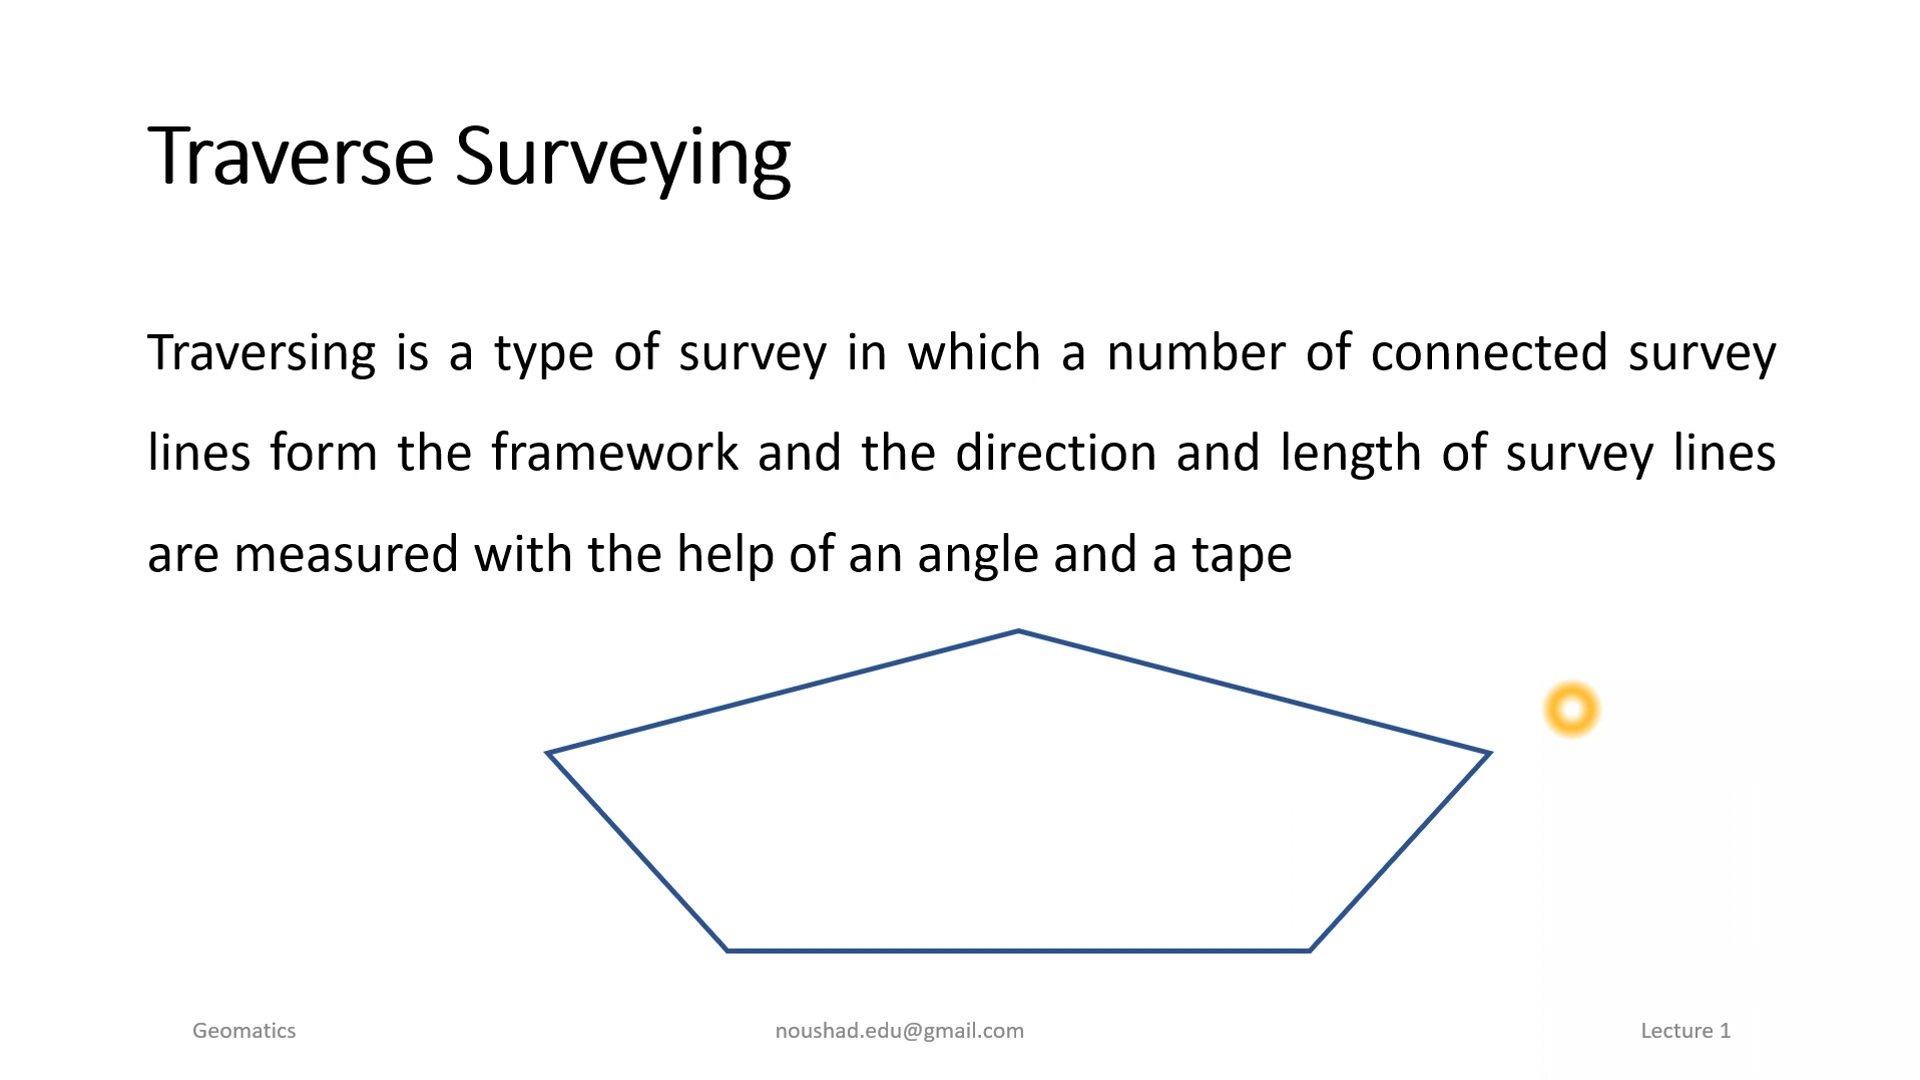 Traverse Surveying
Traversing is a type of survey in which a number of connected survey
lines form the framework and the direction and length of survey lines
are measured with the help of an angle and a tape
Geomatics
noushad.edu@gmail.com
Lecture 1